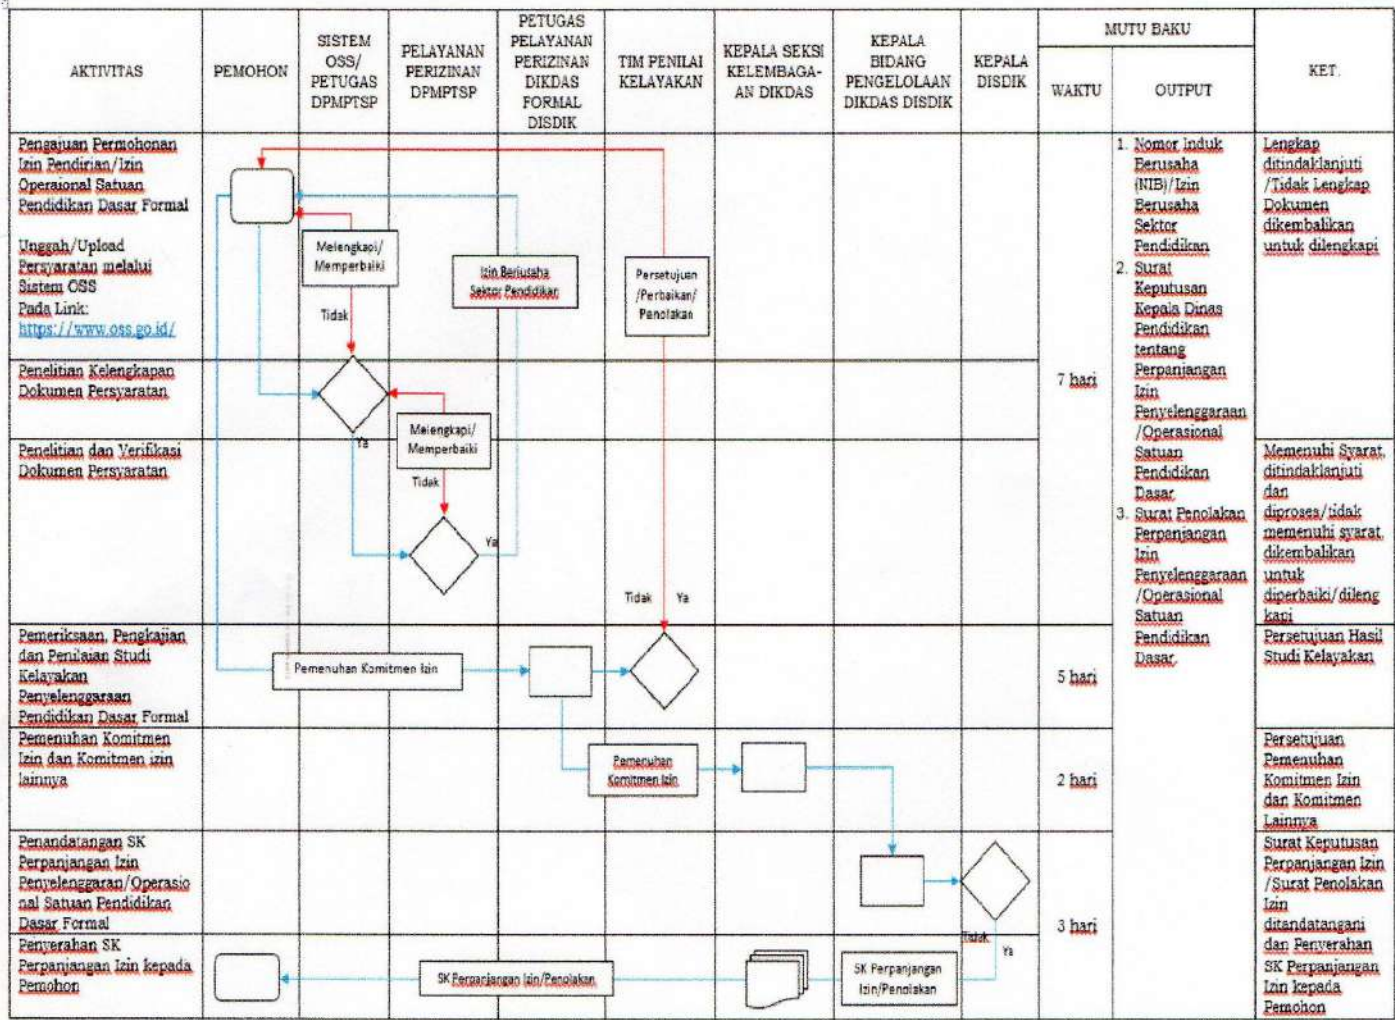 AKTIVITAS
PEMOHON
SISTEM
OSS/
PETUGAS
DPMPTSP
PELAYANAN
PERIZINAN
DPMPTSP
PETUGAS
PELAYANAN
PERIZINAN
DIKDAS
FORMAL
DISDIK
TIM PENILAI
KELAYAKAN
KEPALA SEKSI
KELEMBAGA-
AN DIKDAS
KEPALA
BIDANG
PENGELOLAAN
DIKDAS DISDIK
KEPALA
DISDIK
MUTU BAKU
WAKTU
OUTPUT
KET.
Pengajuan Permohonan
Izin Pendirian/Izin
Operaional Satuan
Pendidikan Dasar Formal
Unggah/Upload
Persyaratan melalui
Sistem OSS
Pada Link:
https://www.oss.go.id/
Melengkapi/
Memperbaiki
Tidak
Izin Beriusaha
Sektor Pendidikan
Persetujuan
/Perbaikan/
Penolakan
7 hari
1. Nomor Induk
Berusaha
(NIB)/Izin
Berusaha
Sektor
Pendidikan
2. Surat
Keputusan
Kepala Dinas
Pendidikan
tentang
Perpanjangan
Izin
Penyelenggaraan
/Operasional
Satuan
Pendidikan
Dasar
3. Surat Penolakan
Perpanjangan
Izin
Penyelenggaraan
/Operasional
Satuan
Pendidikan
Dasar
Lengkap
ditindaklanjuti
/Tidak Lengkap
Dokumen
dikembalikan
untuk dilengkapi
Penelitian Kelengkapan
Dokumen Persyaratan
Ya
Melengkapi/
Memperbaiki
Tidak
Penelitian dan Verifikasi
Dokumen Persyaratan
Ya
Tidak Ya
Memenuhi Syarat,
ditindaklanjuti
dan
diproses/tidak
memenuhi syarat,
dikembalikan
untuk
diperbaiki/dileng
kapi
Pemeriksaan, Pengkajian
dan Penilaian Studi
Kelayakan
Penyelenggaraan
Pendidikan Dasar Formal
Pemenuhan Komitmen Izin
5 hari
Persetujuan Hasil
Studi Kelayakan
Pemenuhan Komitmen
Izin dan Komitmen izin
lainnya
Pemenuhan
Komitmen Izin
2 hari
Persetujuan
Pemenuhan
Komitmen Izin
dan Komitmen
Lainnya
Penandatangan SK
Perpanjangan Izin
Penyelenggaran/Operasio
nal Satuan Pendidikan
Dasar Formal
3 hari
Surat Keputusan
Perpanjangan Izin
/Surat Penolakan
Izin
ditandatangani
dan Penyerahan
SK Perpanjangan
Izin kepada
Pemohon
Penyerahan SK
Perpanjangan Izin kepada
Pemohon
SK Perpanjangan Izin/Penolakan
SK Perpanjangan
Izin/Penolakan
Tidak
Ya